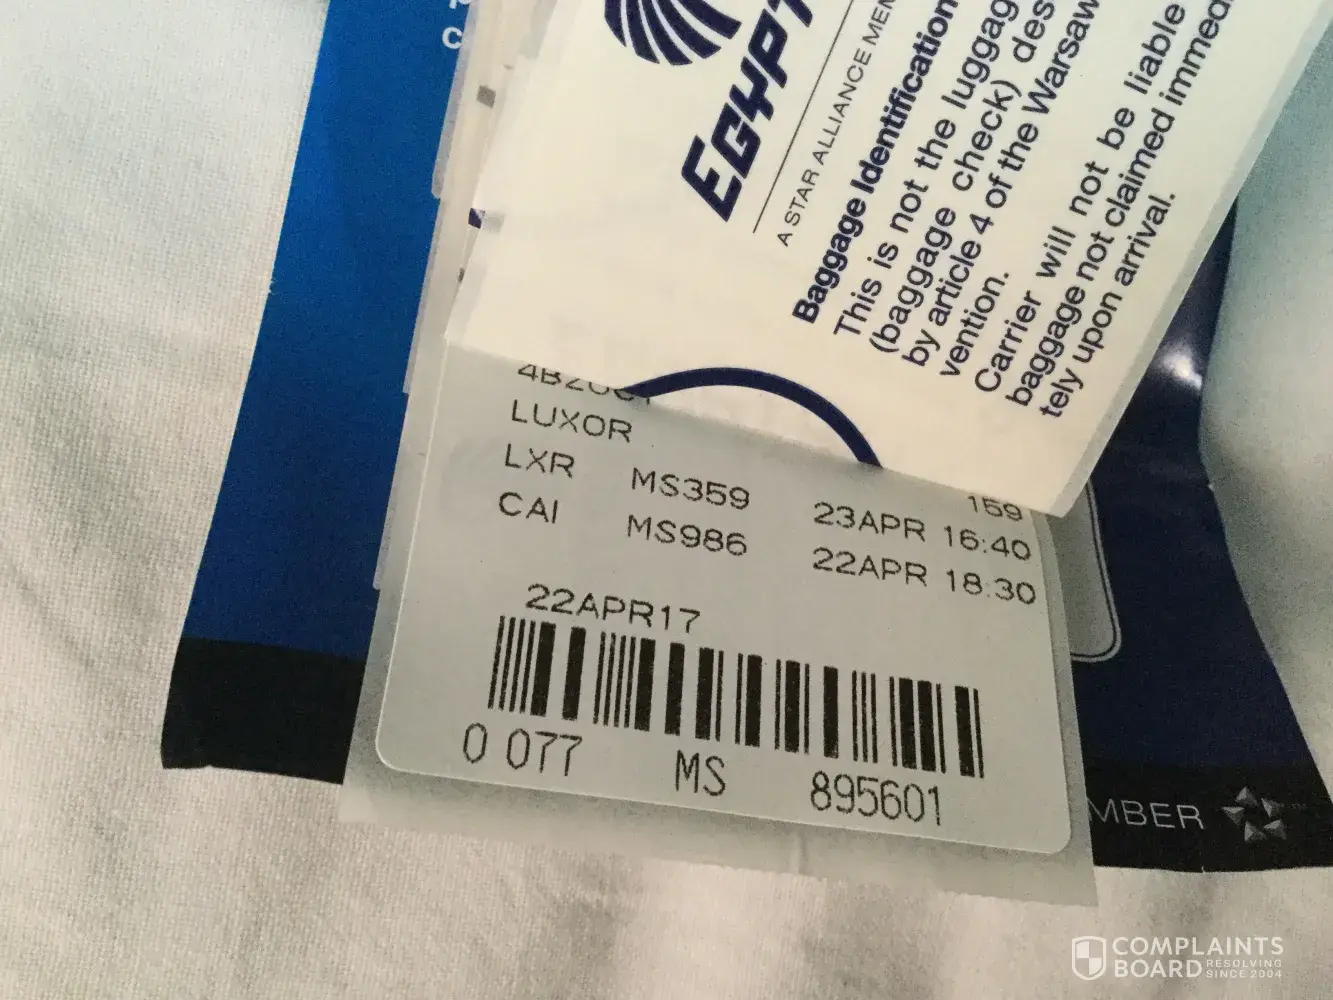 EGYPT
A STAR ALLIANCE MEM
Baggage Identification
This is not the luggag
(baggage check) des
by article 4 of the Warsaw
vention.
Carrier will not be liable
baggage not claimed immed
tely upon arrival.
LUXOR
159
LXR MS359 23APR 16:40
CAI MS986 22APR 18:30
22APR17
0 077 MS 895601
MBER
COMPLAINTS
BOARD RESOLVING
SINCE 2004